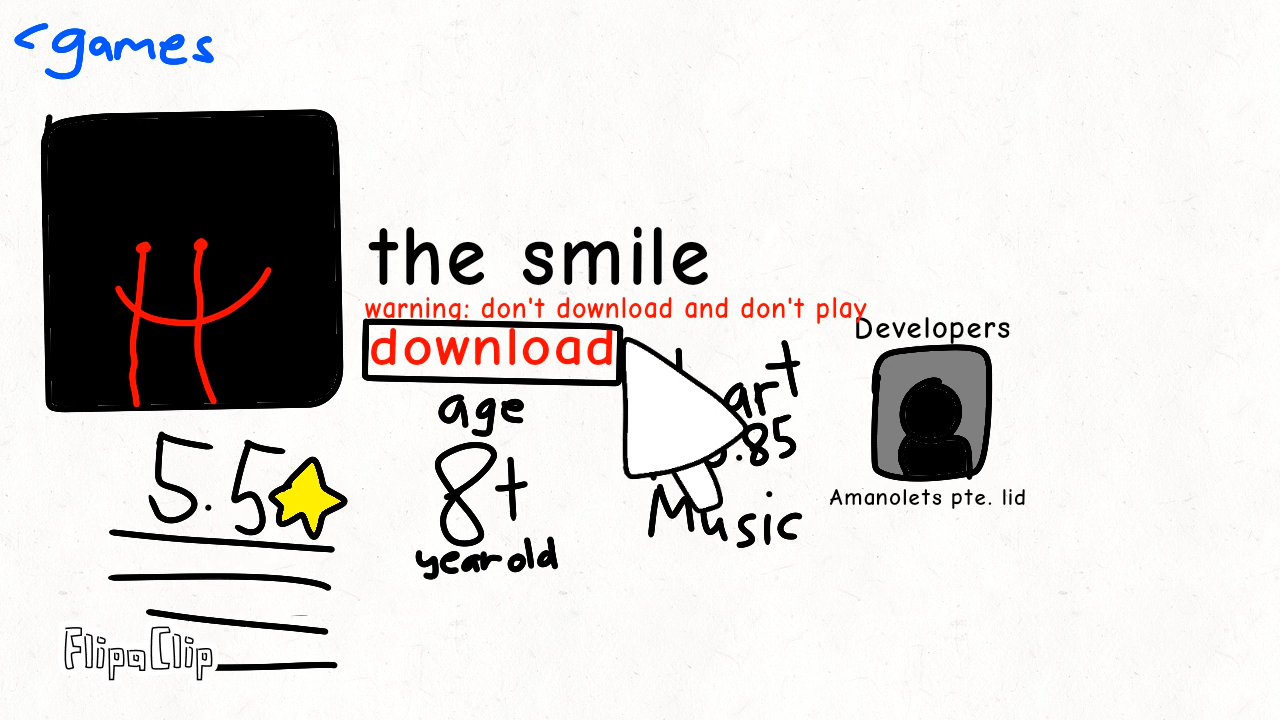 <games
the smile
warning: don't download and don't play
download
Developers
age
8+
year old
5.5
.85
Music
Amanolets pte. lid
FlipaClip